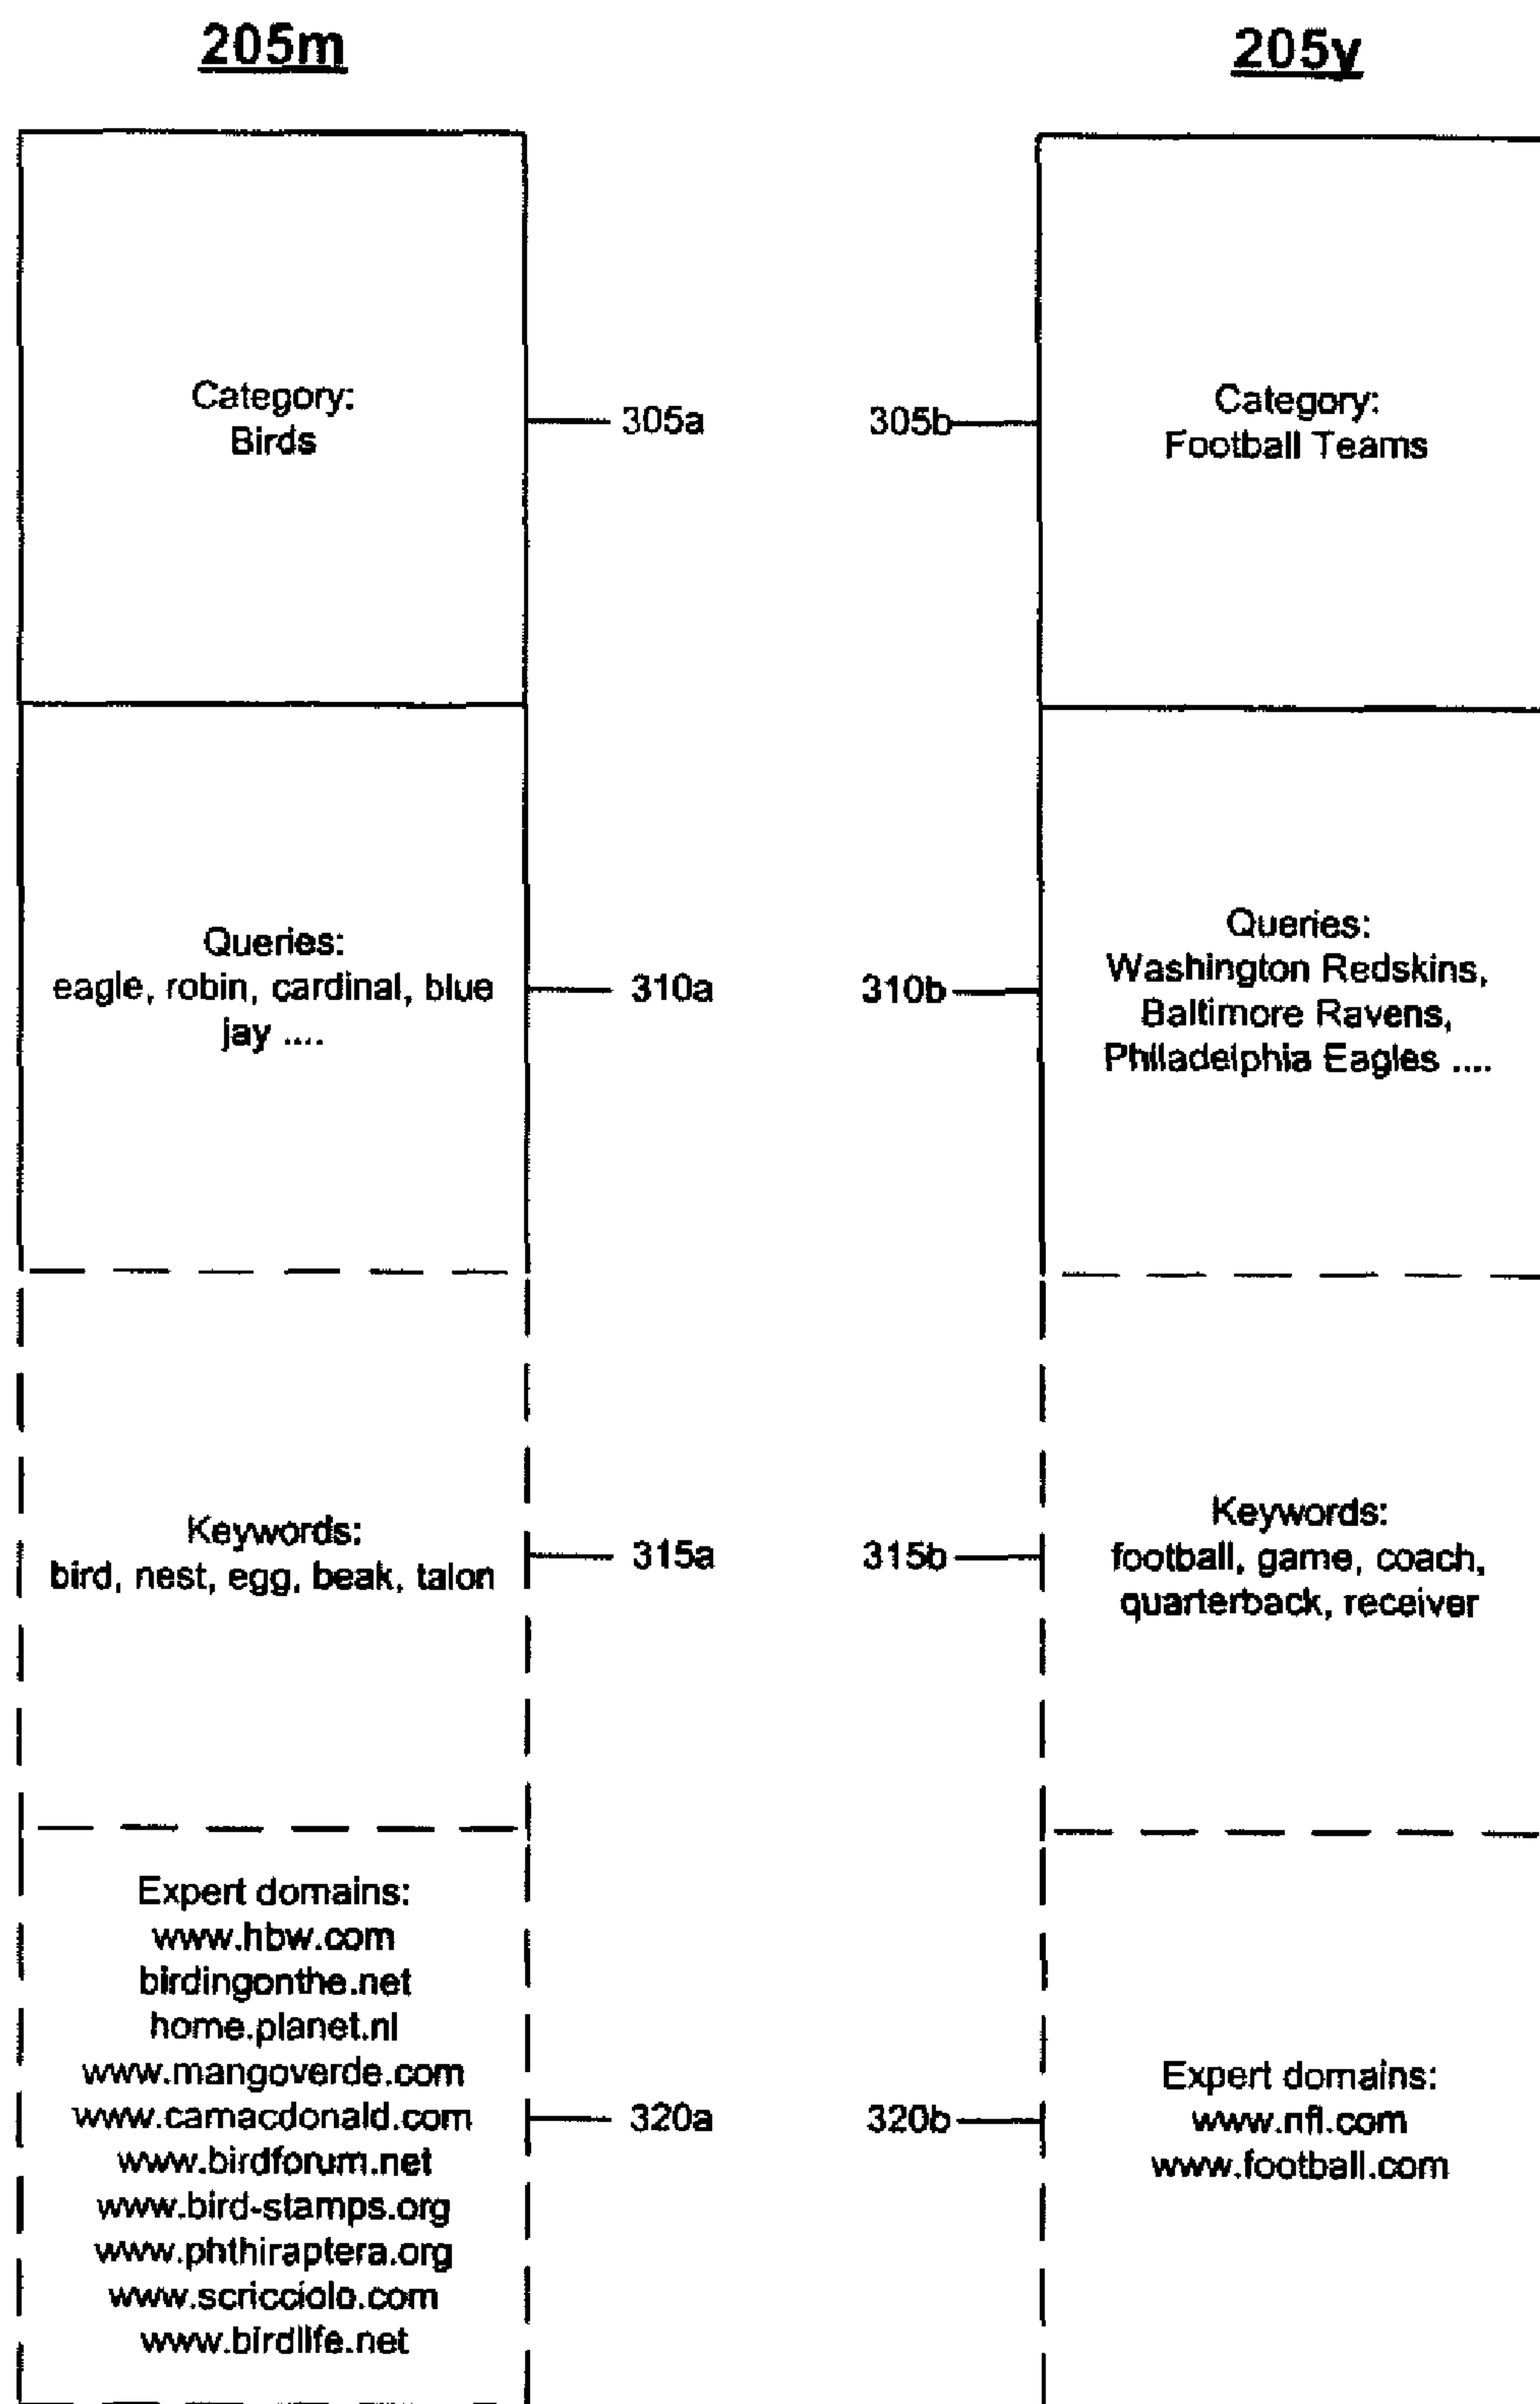 205m
Category:
Birds
305a
Queries:
eagle, robin, cardinal, blue
jay ....
310a
Keywords:
bird, nest, egg, beak, talon
315a
Expert domains:
www.hbw.com
birdingonthe.net
home.planet.nl
www.mangoverde.com
www.camacdonald.com
www.birdforum.net
www.bird-stamps.org
www.phthiraptera.org
www.scricciolo.com
www.birdlife.net
320a
205y
Category:
Football Teams
305b
Queries:
Washington Redskins,
Baltimore Ravens,
Philadelphia Eagles ....
310b
Keywords:
football, game, coach,
quarterback, receiver
315b
Expert domains:
www.nfl.com
www.football.com
320b